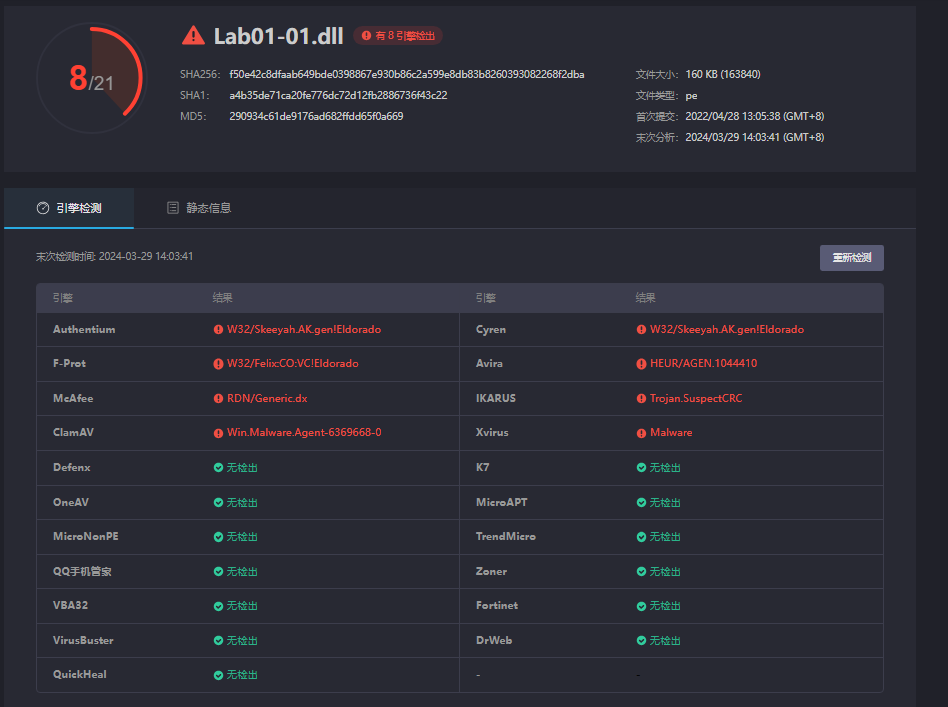 8/21
Lab01-01.dll 有 8 引擎检出
SHA256: f50e42c8dfaab649bde0398867e930b86c2a599e8db83b8260393082268f2dba
SHA1: a4b35de71ca20fe776dc72d12fb2886736f43c22
MD5: 290934c61de9176ad682ffdd65f0a669
文件大小: 160 KB (163840)
文件类型: pe
首次提交: 2022/04/28 13:05:38 (GMT+8)
末次分析: 2024/03/29 14:03:41 (GMT+8)
引擎检测 静态信息
末次检测时间: 2024-03-29 14:03:41 重新检测
引擎 结果 引擎 结果
Authentium W32/Skeeyah.AK.gen!Eldorado Cyren W32/Skeeyah.AK.gen!Eldorado
F-Prot W32/Felix:CO:VC!Eldorado Avira HEUR/AGEN.1044410
McAfee RDN/Generic.dx IKARUS Trojan.SuspectCRC
ClamAV Win.Malware.Agent-6369668-0 Xvirus Malware
Defenx 无检出 K7 无检出
OneAV 无检出 MicroAPT 无检出
MicroNonPE 无检出 TrendMicro 无检出
QQ手机管家 无检出 Zoner 无检出
VBA32 无检出 Fortinet 无检出
VirusBuster 无检出 DrWeb 无检出
QuickHeal 无检出 - -